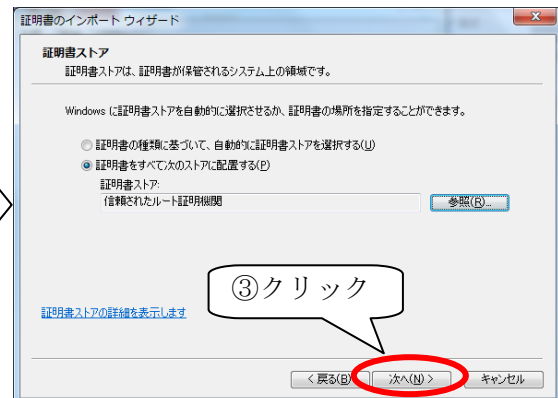 証明書のインポート ウィザード
証明書ストア
証明書ストアは、証明書が保管されるシステム上の領域です。
Windows に証明書ストアを自動的に選択させるか、証明書の場所を指定することができます。
証明書の種類に基づいて、自動的に証明書ストアを選択する(U)
証明書をすべて次のストアに配置する(P)
証明書ストア:
信頼されたルート証明機関
参照(R)...
③クリック
証明書ストアの詳細を表示します
< 戻る(B)
次へ(N) >
キャンセル